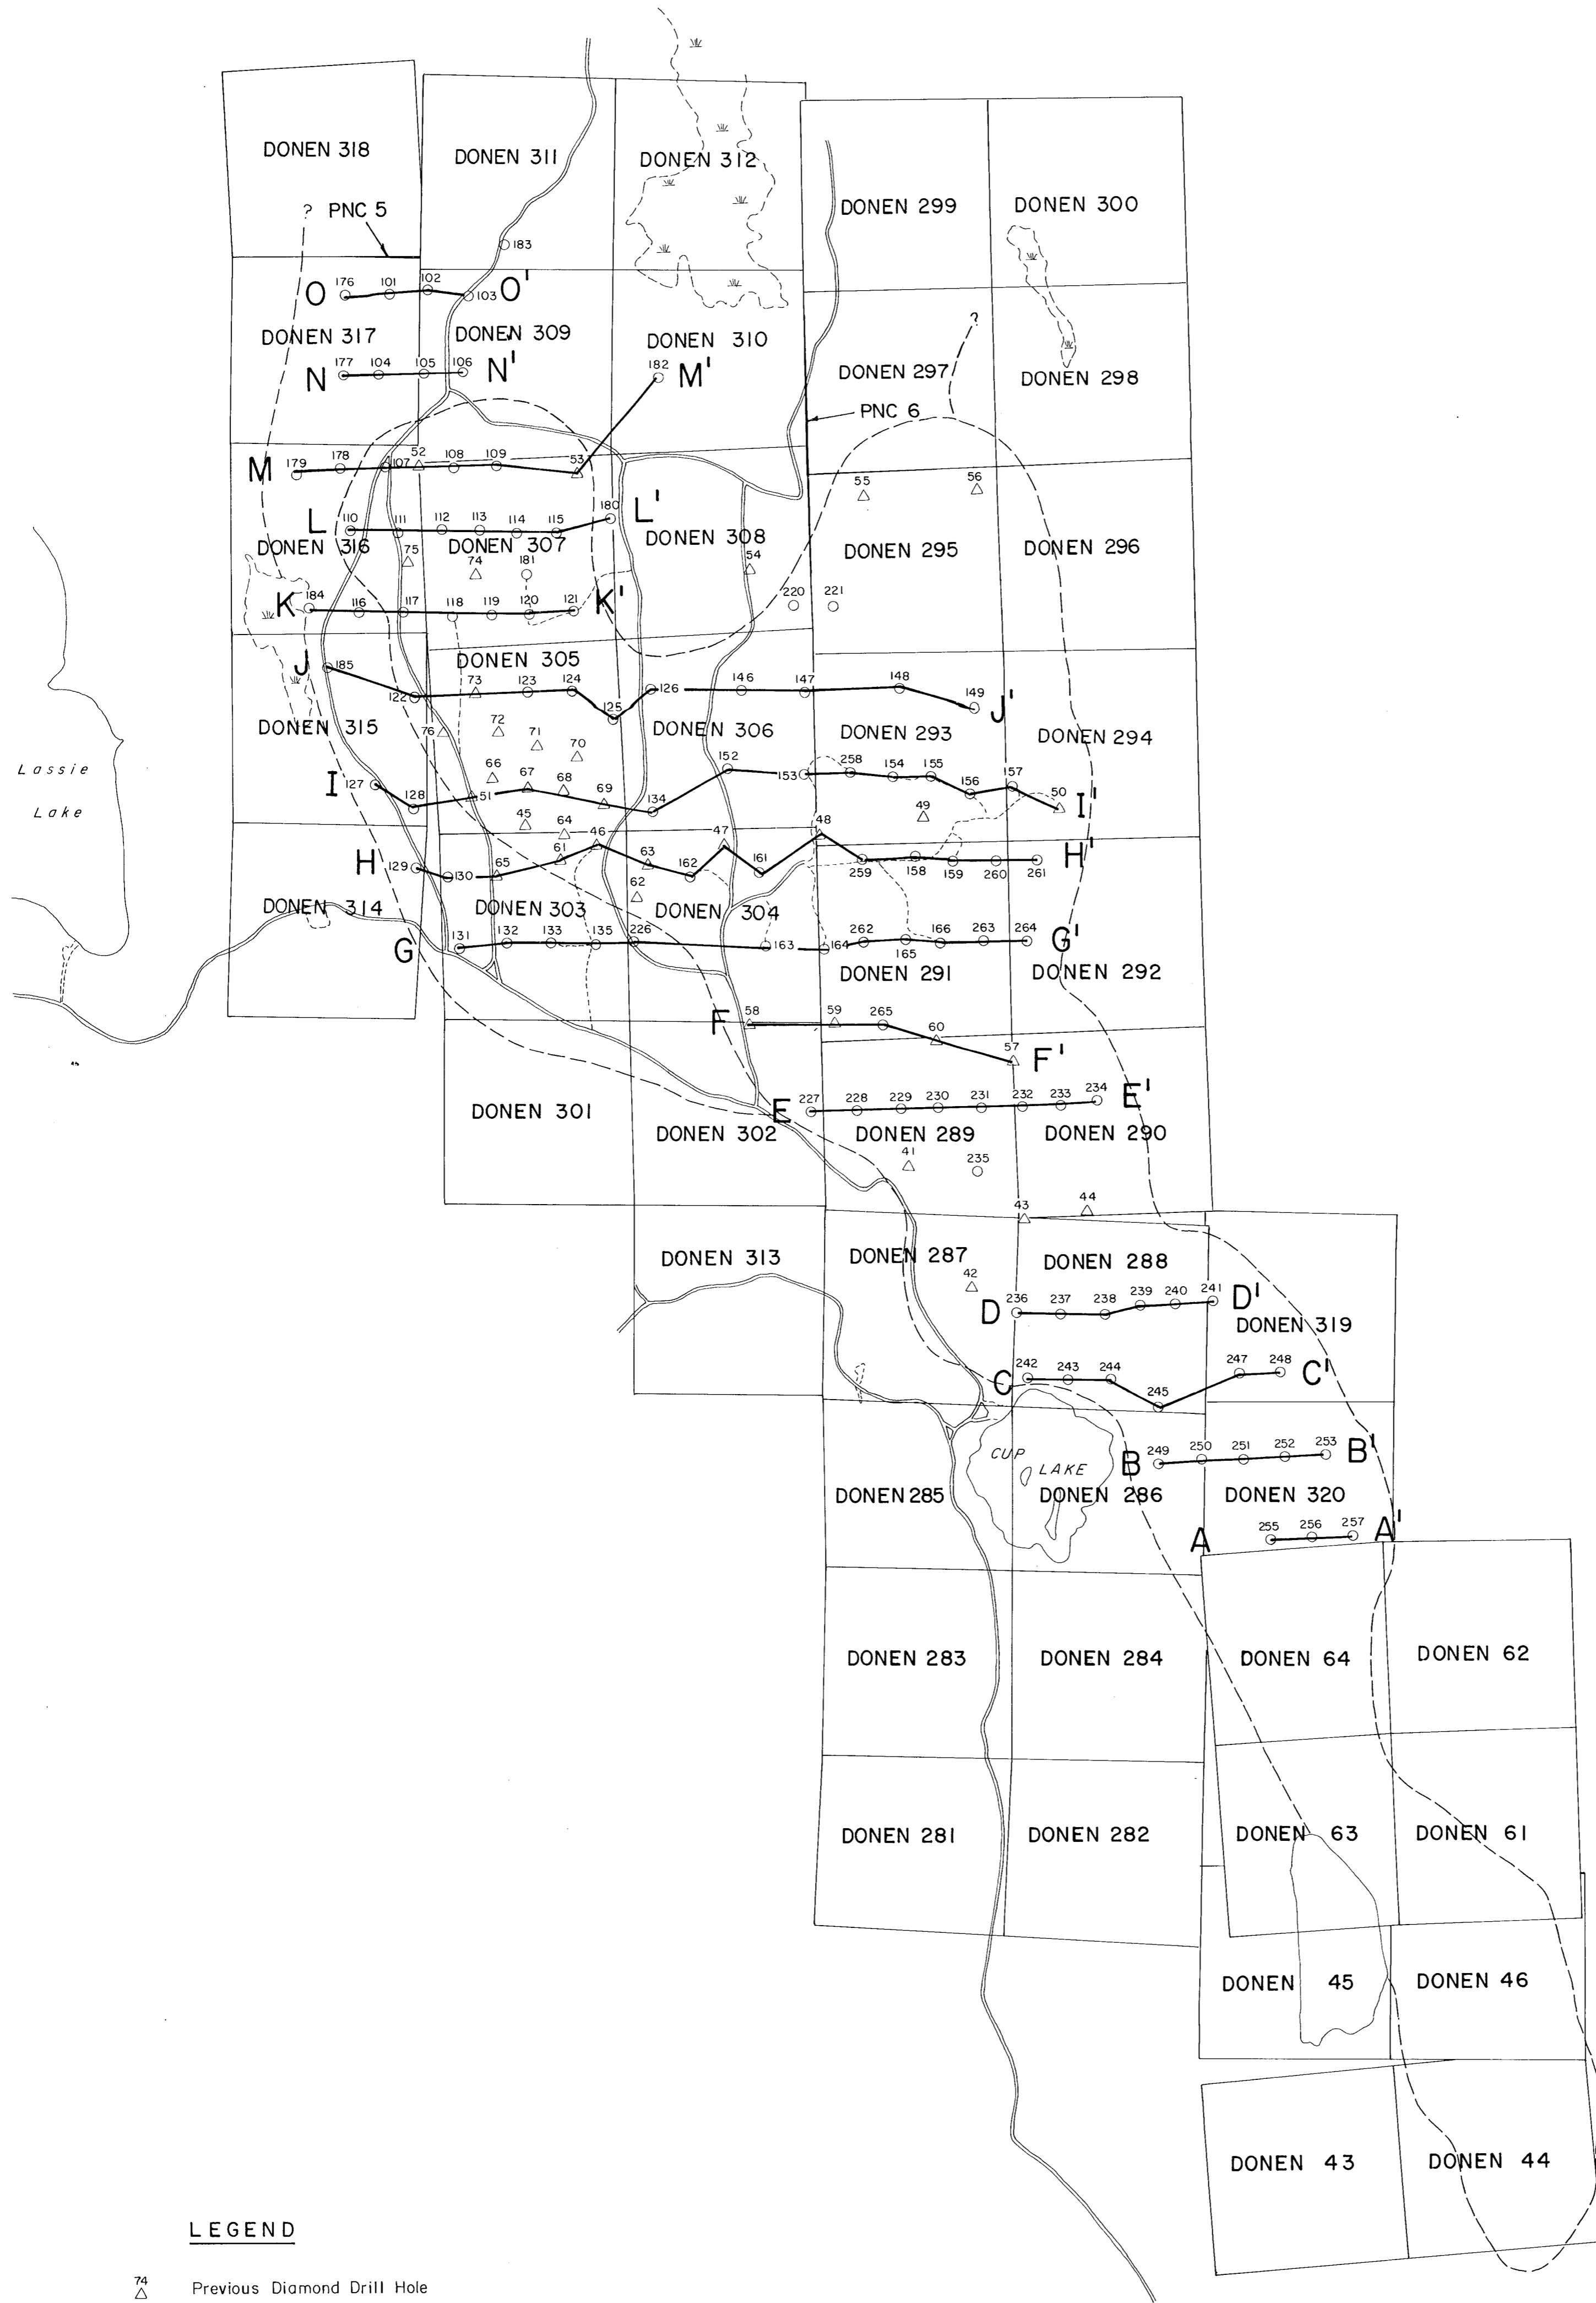 DONEN 318
DONEN 311
DONEN 312
DONEN 299
DONEN 300
? PNC 5
183
O 176 101 102 103 O'
DONEN 317
DONEN 309
DONEN 310
DONEN 297
?
DONEN 298
N 177 104 105 106 N'
182 M'
PNC 6
M 179 178 107 52 108 109 53
55
56
L 110 111 112 113 114 115 180 L'
DONEN 316
DONEN 307
DONEN 308
DONEN 295
DONEN 296
75
74
181
54
220
221
K 184 116 117 118 119 120 121 K'
DONEN 305
J 185 122 73 123 124 125 126 146 147 148 149 J'
DONEN 315
DONEN 306
DONEN 293
DONEN 294
76
72
71
70
Lassie
Lake
66
67
68
69
I 127 128 51 134 152 153 258 154 155 156 157 50 I'
45
64
49
H 129 130 65 61 46 63 162 47 161 48 259 158 159 260 261 H'
62
DONEN 314
DONEN 303
DONEN 304
G 131 132 133 135 226 163 164 262 165 166 263 264 G'
DONEN 291
DONEN 292
F 58 59 265 60 57 F'
DONEN 301
E 227 228 229 230 231 232 233 234 E'
DONEN 302
DONEN 289
DONEN 290
41
235
43
44
DONEN 313
DONEN 287
DONEN 288
42
D 236 237 238 239 240 241 D'
DONEN 319
C 242 243 244 245 247 248 C'
CUP
LAKE
B 249 250 251 252 253 B'
DONEN 285
DONEN 286
DONEN 320
A 255 256 257 A'
DONEN 283
DONEN 284
DONEN 64
DONEN 62
DONEN 281
DONEN 282
DONEN 63
DONEN 61
DONEN 45
DONEN 46
DONEN 43
DONEN 44
LEGEND
74 Previous Diamond Drill Hole